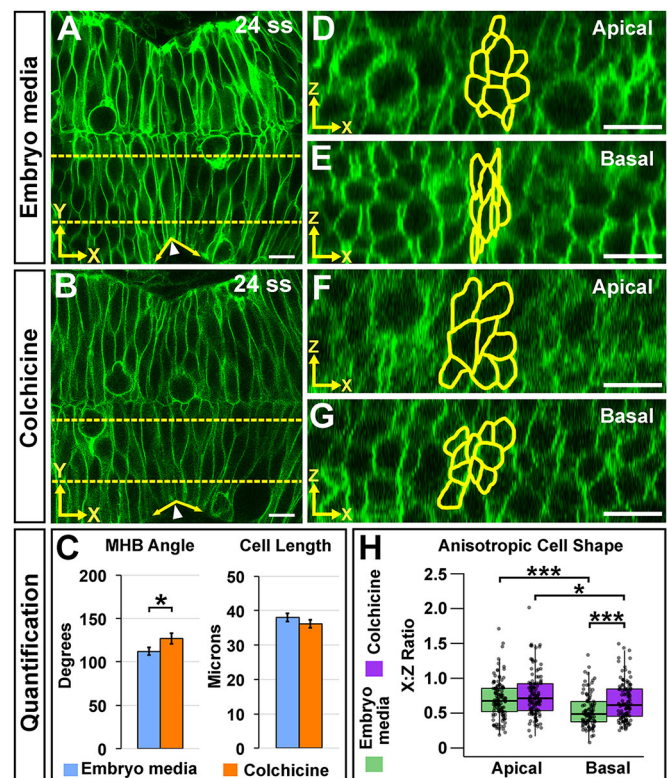 Embryo media
A
24 ss
Y
X
D
Apical
Z
X
E
Basal
Z
X
Colchicine
B
24 ss
Y
X
F
Apical
Z
X
G
Basal
Z
X
Quantification
C
MHB Angle
Cell Length
200
150
100
50
0
Degrees
*
50
40
30
20
10
0
Microns
Embryo media
Colchicine
H
Anisotropic Cell Shape
Colchicine
Embryo
media
X:Z Ratio
2.5
2.0
1.5
1.0
0.5
0.0
***
*
***
Apical
Basal